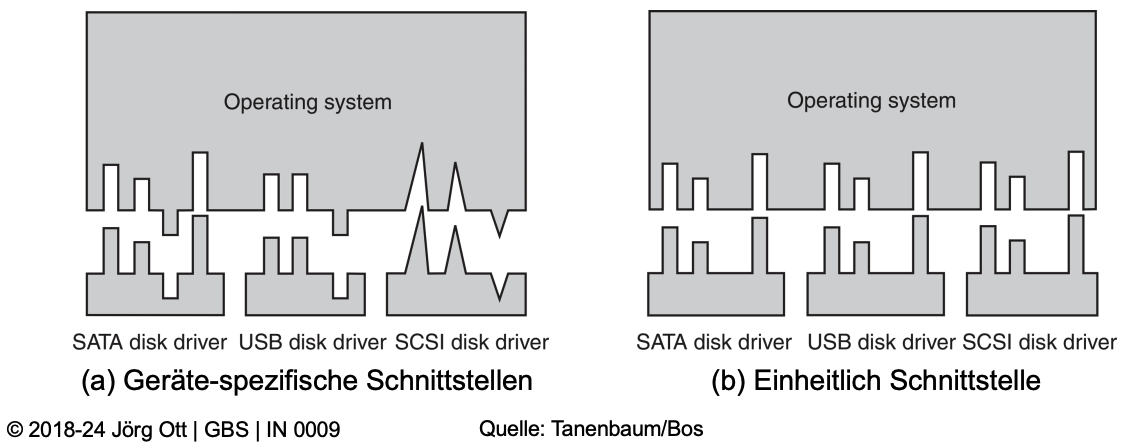 Operating system
Operating system
SATA disk driver USB disk driver SCSI disk driver
SATA disk driver USB disk driver SCSI disk driver
(a) Geräte-spezifische Schnittstellen
(b) Einheitlich Schnittstelle
© 2018-24 Jörg Ott | GBS | IN 0009
Quelle: Tanenbaum/Bos